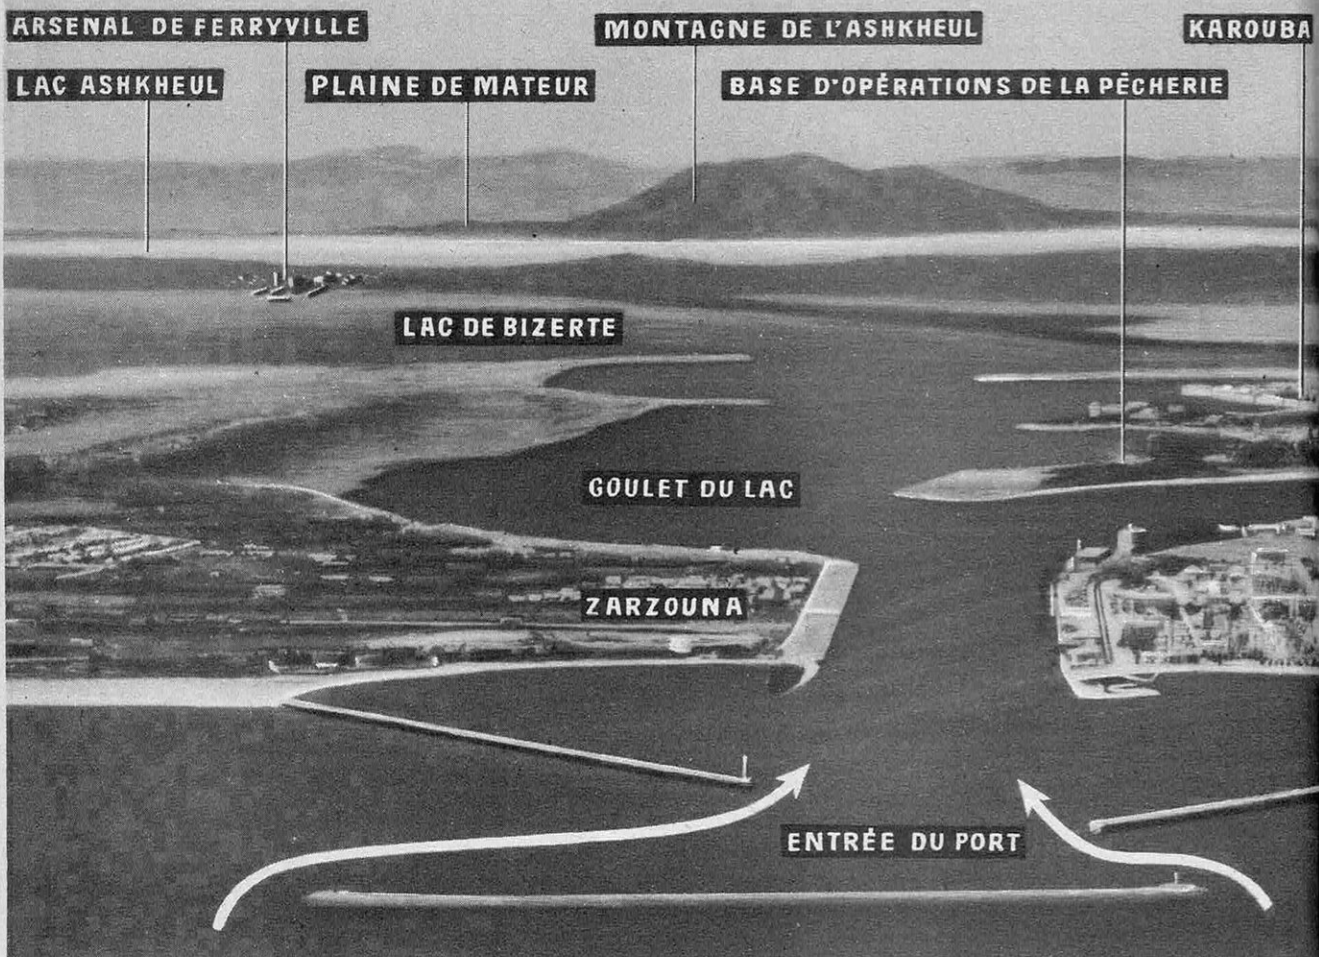 ARSENAL DE FERRYVILLE
MONTAGNE DE L'ASHKHEUL
KAROUBA
LAC ASHKHEUL
PLAINE DE MATEUR
BASE D'OPÉRATIONS DE LA PÊCHERIE
LAC DE BIZERTE
GOULET DU LAC
ZARZOUNA
ENTRÉE DU PORT